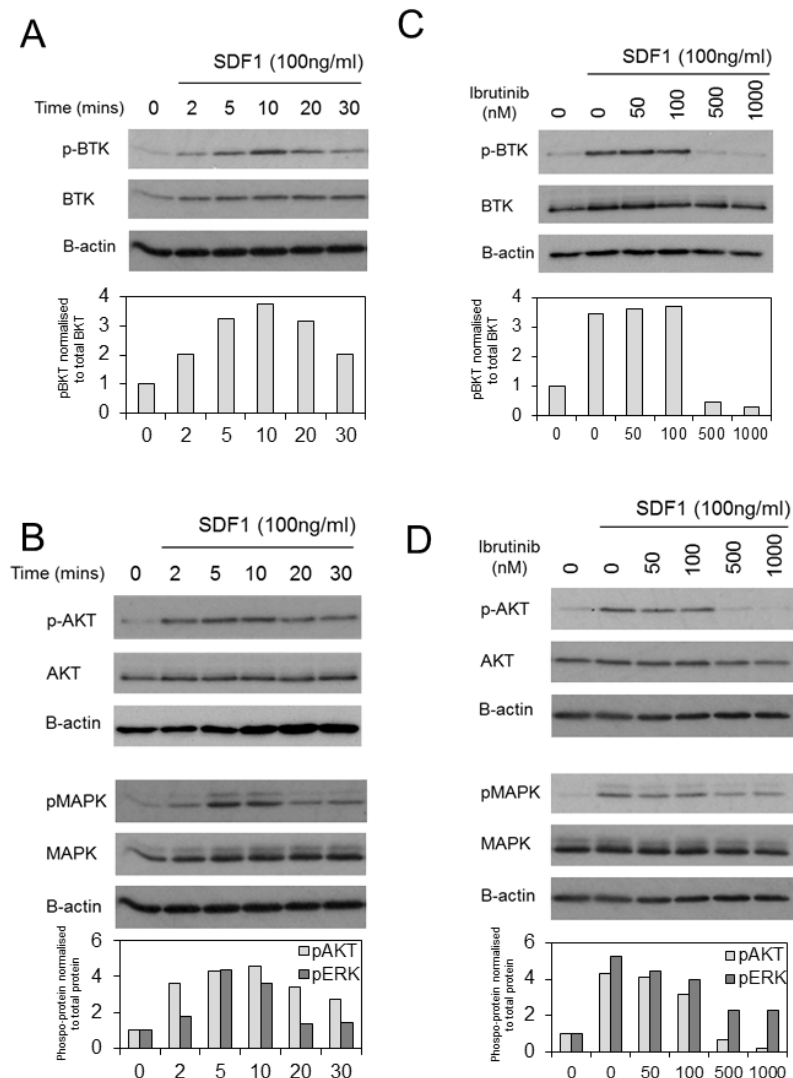 A
SDF1 (100ng/ml)
Time (mins) 0 2 5 10 20 30
p-BTK
BTK
B-actin
pBKT normalised
to total BKT
4
3
2
1
0
0 2 5 10 20 30
C
SDF1 (100ng/ml)
Ibrutinib
(nM)
0 0 50 100 500 1000
p-BTK
BTK
B-actin
pBKT normalised
to total BKT
4
3
2
1
0
0 0 50 100 500 1000
B
SDF1 (100ng/ml)
Time (mins) 0 2 5 10 20 30
p-AKT
AKT
B-actin
pMAPK
MAPK
B-actin
Phospo-protein normalised
to total protein
6
4
2
0
pAKT
pERK
0 2 5 10 20 30
D
SDF1 (100ng/ml)
Ibrutinib
(nM)
0 0 50 100 500 1000
p-AKT
AKT
B-actin
pMAPK
MAPK
B-actin
Phospo-protein normalised
to total protein
6
4
2
0
pAKT
pERK
0 0 50 100 500 1000